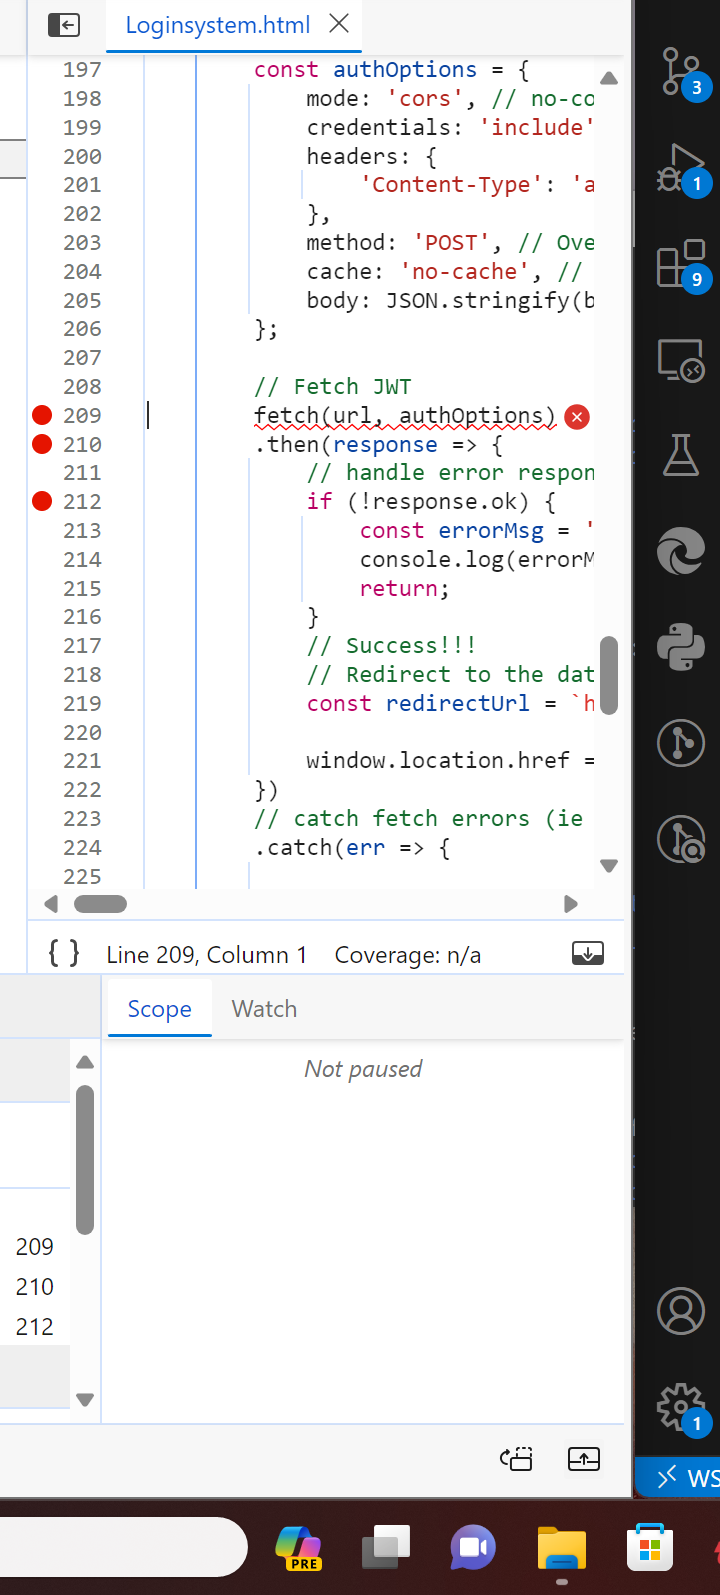 Loginsystem.html
197 const authOptions = {
198 mode: 'cors', // no-co
199 credentials: 'include'
200 headers: {
201 'Content-Type': 'a
202 },
203 method: 'POST', // Ove
204 cache: 'no-cache', //
205 body: JSON.stringify(b
206 };
207
208 // Fetch JWT
209 fetch(url, authOptions)
210 .then(response => {
211 // handle error respon
212 if (!response.ok) {
213 const errorMsg = '
214 console.log(errorM
215 return;
216 }
217 // Success!!!
218 // Redirect to the dat
219 const redirectUrl = `h
220
221 window.location.href =
222 })
223 // catch fetch errors (ie
224 .catch(err => {
225
{ } Line 209, Column 1 Coverage: n/a
Scope Watch
Not paused
209
210
212
3
1
9
1
WS
PRE